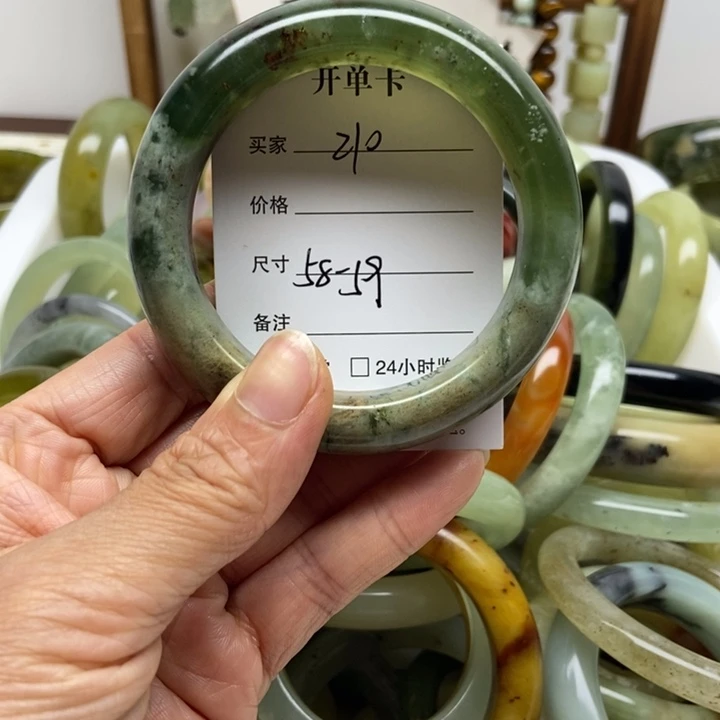 开单卡
买家 210
价格
尺寸 58-59
备注
□ 24小时